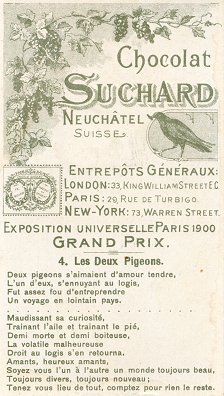 Chocolat
SUCHARD
NEUCHÂTEL
SUISSE
ENTREPÔTS GÉNÉRAUX:
LONDON: 33, KING WILLIAM STREET E.C
PARIS: 29, RUE DE TURBIGO.
NEW-YORK: 73, WARREN STREET.
EXPOSITION UNIVERSELLE PARIS 1900
GRAND PRIX.
4. Les Deux Pigeons.
Deux pigeons s'aimaient d'amour tendre,
L'un d'eux, s'ennuyant au logis,
Fut assez fou d'entreprendre
Un voyage en lointain pays.
Maudissant sa curiosité,
Trainant l'aile et trainant le pié,
Demi morte et demi boiteuse,
La volatile malheureuse
Droit au logis s'en retourna.
Amants, heureux amants,
Soyez vous l'un à l'autre un monde toujours beau,
Toujours divers, toujours nouveau;
Tenez vous lieu de tout, comptez pour rien le reste.